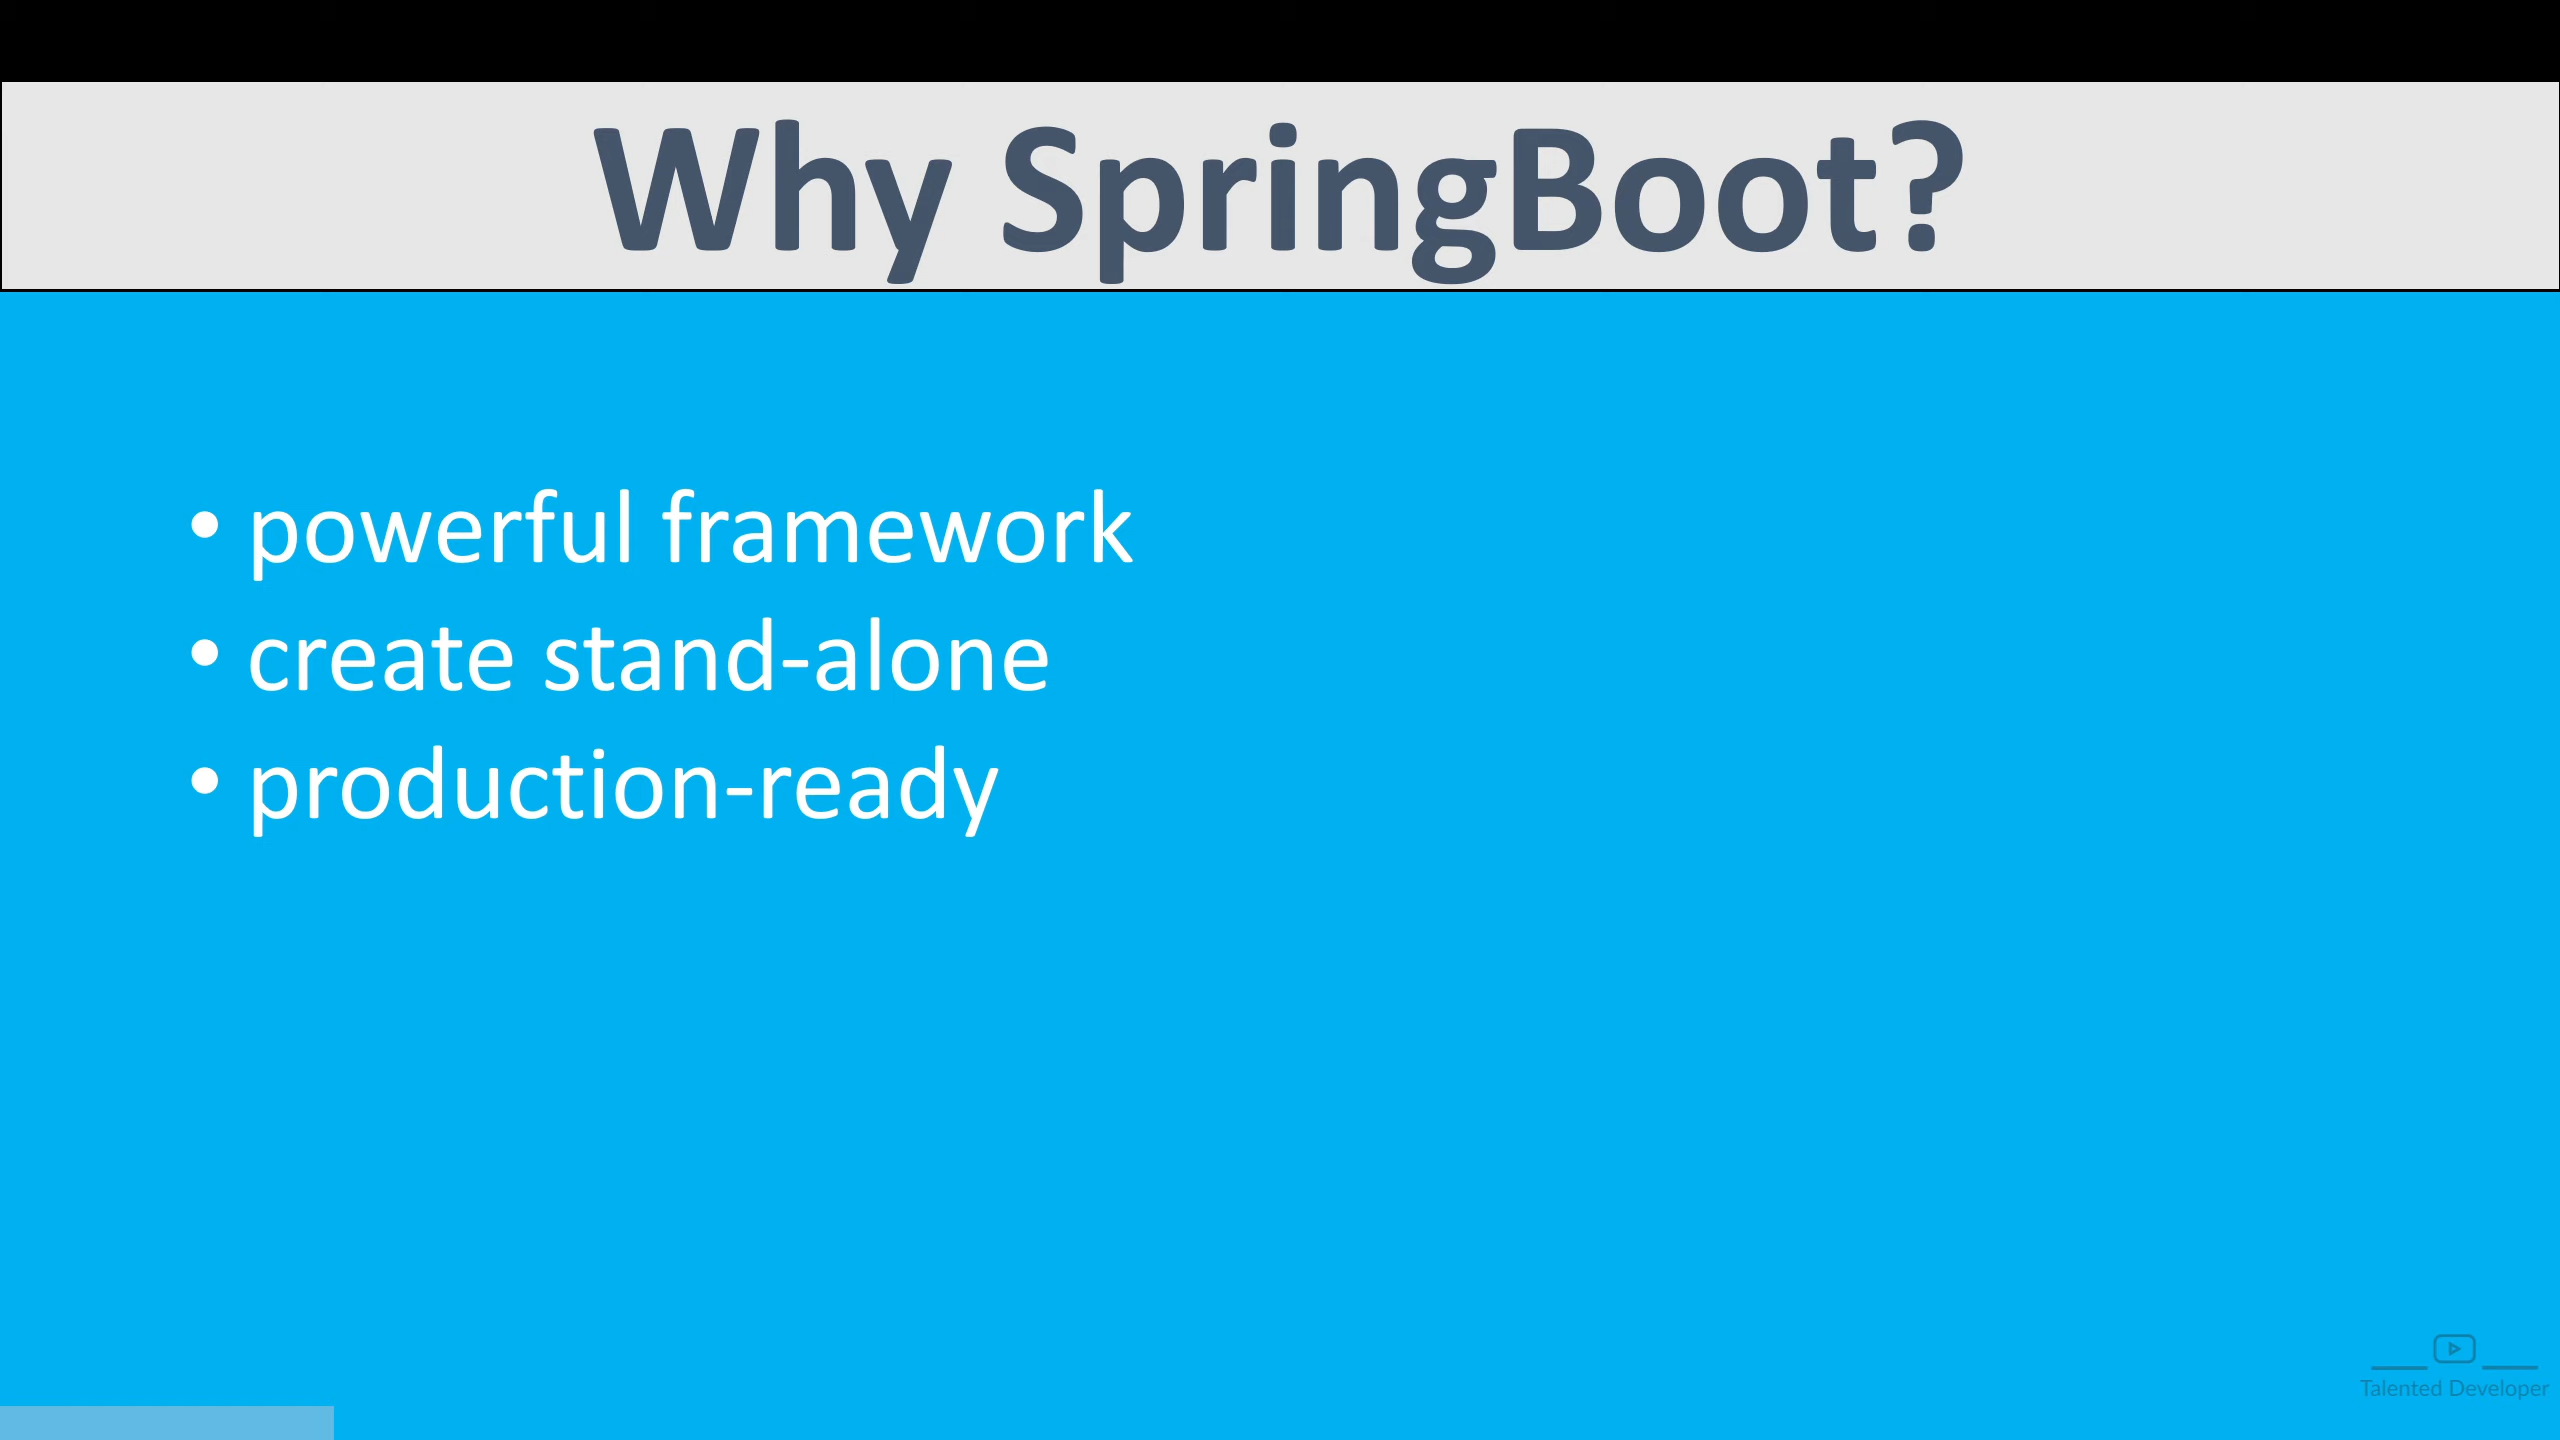 Why SpringBoot?
• powerful framework
• create stand-alone
• production-ready
Talented Developer